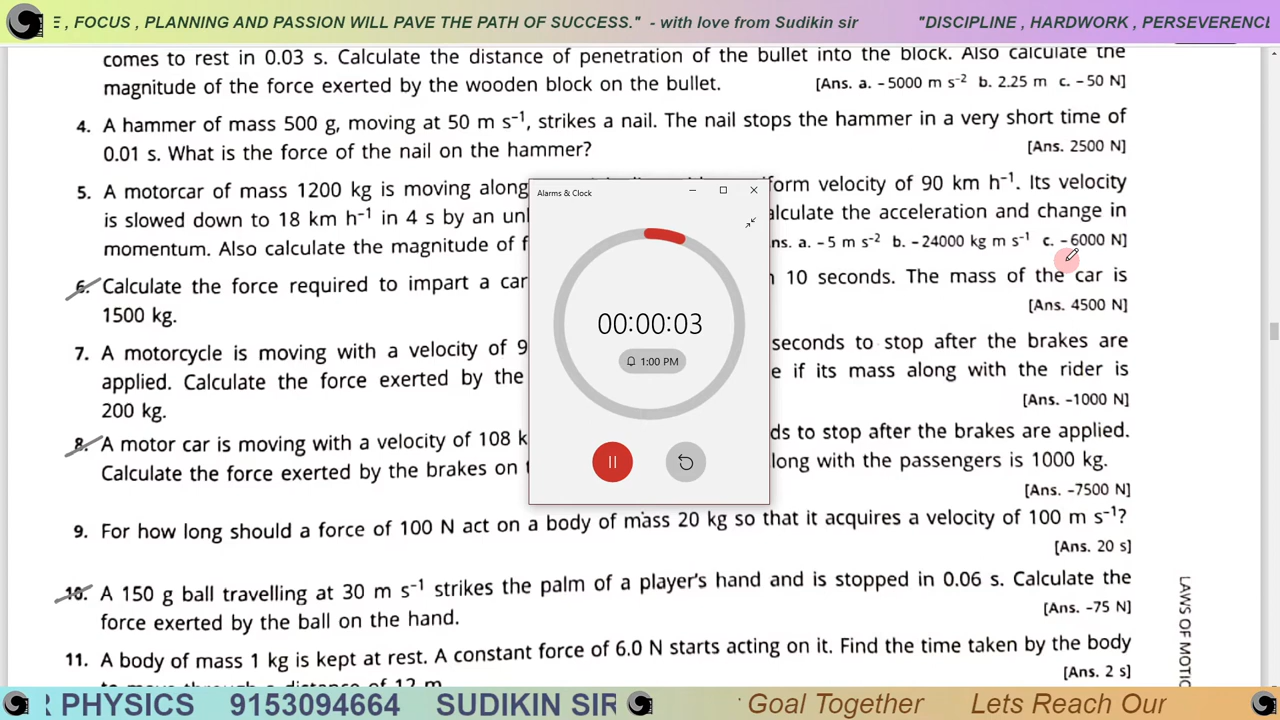 E , FOCUS , PLANNING AND PASSION WILL PAVE THE PATH OF SUCCESS." - with love from Sudikin sir "DISCIPLINE , HARDWORK , PERSEVERENCE
comes to rest in 0.03 s. Calculate the distance of penetration of the bullet into the block. Also calculate the
magnitude of the force exerted by the wooden block on the bullet. [Ans. a. –5000 m s⁻² b. 2.25 m c. –50 N]
4. A hammer of mass 500 g, moving at 50 m s⁻¹, strikes a nail. The nail stops the hammer in a very short time of
0.01 s. What is the force of the nail on the hammer? [Ans. 2500 N]
5. A motorcar of mass 1200 kg is moving along iform velocity of 90 km h⁻¹. Its velocity
is slowed down to 18 km h⁻¹ in 4 s by an un alculate the acceleration and change in
momentum. Also calculate the magnitude of f ns. a. –5 m s⁻² b. –24000 kg m s⁻¹ c. –6000 N]
6. Calculate the force required to impart a car 10 seconds. The mass of the car is
1500 kg. [Ans. 4500 N]
7. A motorcycle is moving with a velocity of 9 seconds to stop after the brakes are
applied. Calculate the force exerted by the e if its mass along with the rider is
200 kg. [Ans. –1000 N]
8. A motor car is moving with a velocity of 108 k ds to stop after the brakes are applied.
Calculate the force exerted by the brakes on long with the passengers is 1000 kg.
[Ans. –7500 N]
9. For how long should a force of 100 N act on a body of mass 20 kg so that it acquires a velocity of 100 m s⁻¹?
[Ans. 20 s]
10. A 150 g ball travelling at 30 m s⁻¹ strikes the palm of a player's hand and is stopped in 0.06 s. Calculate the
force exerted by the ball on the hand. [Ans. -75 N]
11. A body of mass 1 kg is kept at rest. A constant force of 6.0 N starts acting on it. Find the time taken by the body
to move through a distance of 12 m. [Ans. 2 s]
Alarms & Clock
00:00:03
1:00 PM
LAWS OF MOTIO
R PHYSICS 9153094664 SUDIKIN SIR Goal Together Lets Reach Our